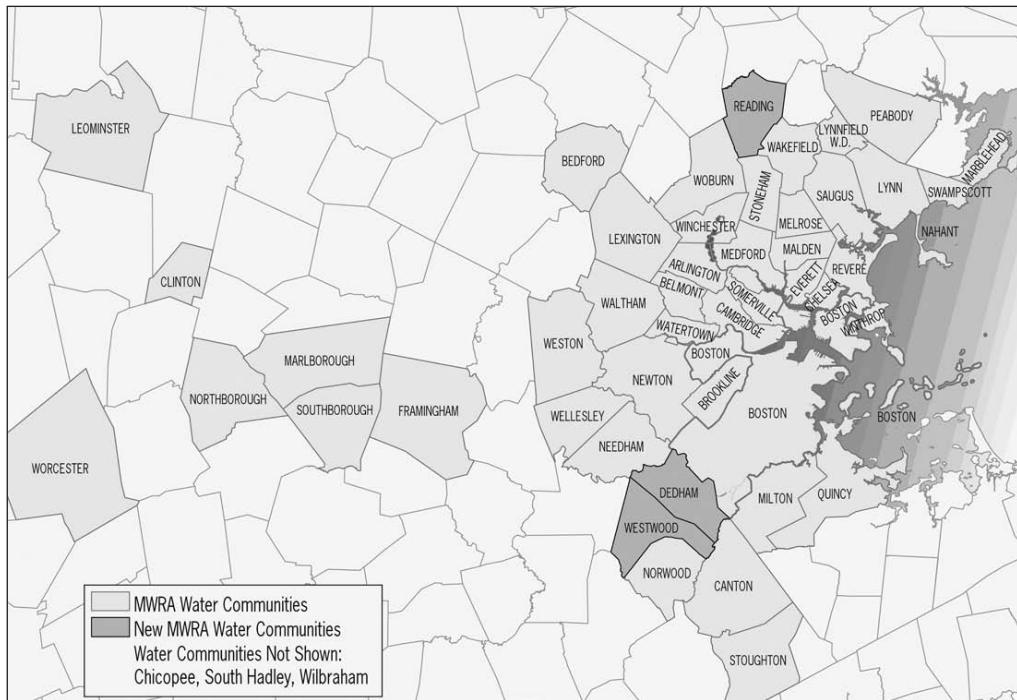 READING
PEABODY
LEOMINSTER
LYNNFIELD
W.D.
WAKEFIELD
BEDFORD
MARBLEHEAD
WOBURN
STONEHAM
SAUGUS
LYNN
SWAMPSCOTT
WINCHESTER
MELROSE
NAHANT
LEXINGTON
MEDFORD
MALDEN
REVERE
ARLINGTON
EVERETT
CLINTON
BELMONT
SOMERVILLE
CHELSEA
WALTHAM
CAMBRIDGE
BOSTON
WINTHROP
WATERTOWN
WESTON
BOSTON
MARLBOROUGH
NEWTON
BROOKLINE
NORTHBOROUGH
SOUTHBOROUGH
FRAMINGHAM
WELLESLEY
BOSTON
BOSTON
NEEDHAM
WORCESTER
DEDHAM
MILTON
QUINCY
WESTWOOD
NORWOOD
CANTON
STOUGHTON
MWRA Water Communities
New MWRA Water Communities
Water Communities Not Shown:
Chicopee, South Hadley, Wilbraham